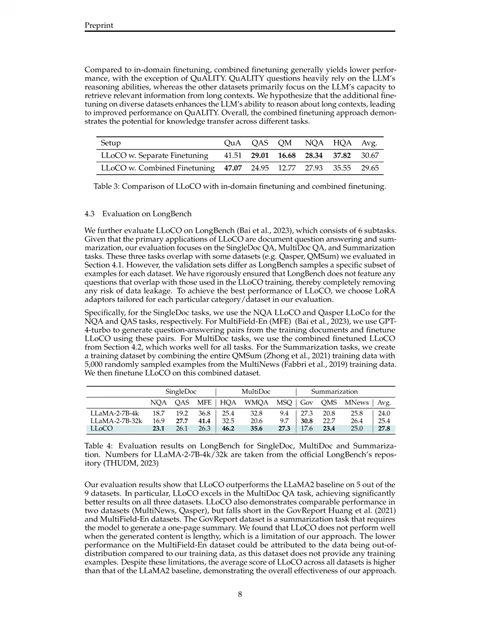 Preprint
Compared to in-domain finetuning, combined finetuning generally yields lower perfor-
mance, with the exception of QuALITY. QuALITY questions heavily rely on the LLM's
reasoning abilities, whereas the other datasets primarily focus on the LLM's capacity to
retrieve relevant information from long contexts. We hypothesize that the additional fine-
tuning on diverse datasets enhances the LLM's ability to reason about long contexts, leading
to improved performance on QuALITY. Overall, the combined finetuning approach demon-
strates the potential for knowledge transfer across different tasks.
Setup QuA QAS QM NQA HQA Avg.
LLoCO w. Separate Finetuning 41.51 29.01 16.68 28.34 37.82 30.67
LLoCO w. Combined Finetuning 47.07 24.95 12.77 27.93 35.55 29.65
Table 3: Comparison of LLoCO with in-domain finetuning and combined finetuning.
4.3 Evaluation on LongBench
We further evaluate LLoCO on LongBench (Bai et al., 2023), which consists of 6 subtasks.
Given that the primary applications of LLoCO are document question answering and sum-
marization, our evaluation focuses on the SingleDoc QA, MultiDoc QA, and Summarization
tasks. These three tasks overlap with some datasets (e.g. Qasper, QMSum) we evaluated in
Section 4.1. However, the validation sets differ as LongBench samples a specific subset of
examples for each dataset. We have rigorously ensured that LongBench does not feature any
questions that overlap with those used in the LLoCO training, thereby completely removing
any risk of data leakage. To achieve the best performance of LLoCO, we choose LoRA
adaptors tailored for each particular category/dataset in our evaluation.
Specifically, for the SingleDoc tasks, we use the NQA LLoCO and Qasper LLoCo for the
NQA and QAS tasks, respectively. For MultiField-En (MFE) (Bai et al., 2023), we use GPT-
4-turbo to generate question-answering pairs from the training documents and finetune
LLoCO using these pairs. For MultiDoc tasks, we use the combined finetuned LLoCO
from Section 4.2, which works well for all tasks. For the Summarization tasks, we create
a training dataset by combining the entire QMSum (Zhong et al., 2021) training data with
5,000 randomly sampled examples from the MultiNews (Fabbri et al., 2019) training data.
We then finetune LLoCO on this combined dataset.
SingleDoc MultiDoc Summarization
NQA QAS MFE HQA WMQA MSQ Gov QMS MNews Avg.
LLaMA-2-7B-4k 18.7 19.2 36.8 25.4 32.8 9.4 27.3 20.8 25.8 24.0
LLaMA-2-7B-32k 16.9 27.7 41.4 32.5 20.6 9.7 30.8 22.7 26.4 25.4
LLoCO 23.1 26.1 26.3 46.2 35.6 27.3 17.6 23.4 25.0 27.8
Table 4: Evaluation results on LongBench for SingleDoc, MultiDoc and Summariza-
tion. Numbers for LLaMA-2-7B-4k/32k are taken from the official LongBench's repos-
itory (THUDM, 2023)
Our evaluation results show that LLoCO outperforms the LLaMA2 baseline on 5 out of the
9 datasets. In particular, LLoCO excels in the MultiDoc QA task, achieving significantly
better results on all three datasets. LLoCO also demonstrates comparable performance in
two datasets (MultiNews, Qasper), but falls short in the GovReport Huang et al. (2021)
and MultiField-En datasets. The GovReport dataset is a summarization task that requires
the model to generate a one-page summary. We found that LLoCO does not perform well
when the generated content is lengthy, which is a limitation of our approach. The lower
performance on the MultiField-En dataset could be attributed to the data being out-of-
distribution compared to our training data, as this dataset does not provide any training
examples. Despite these limitations, the average score of LLoCO across all datasets is higher
than that of the LLaMA2 baseline, demonstrating the overall effectiveness of our approach.
8